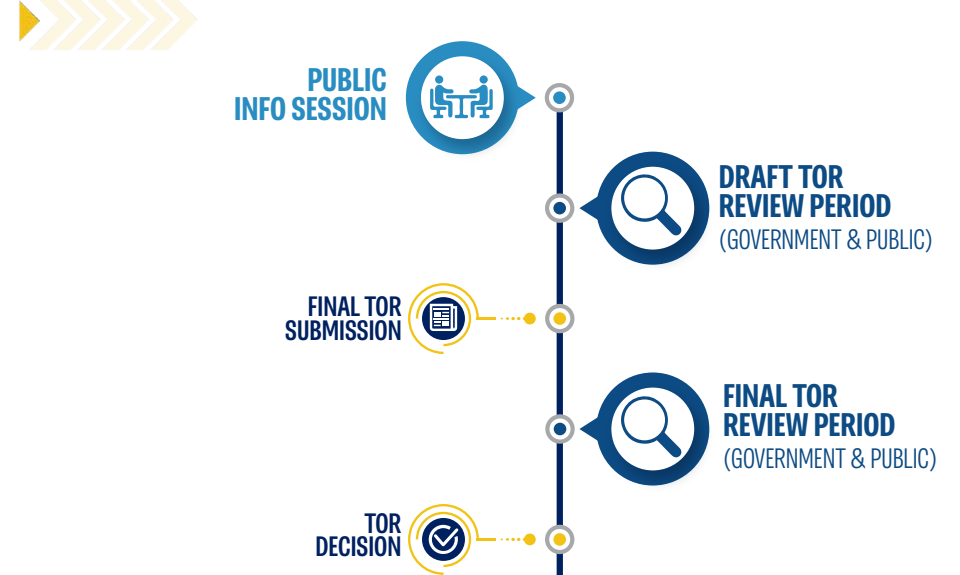 PUBLIC
INFO SESSION
DRAFT TOR
REVIEW PERIOD
(GOVERNMENT & PUBLIC)
FINAL TOR
SUBMISSION
FINAL TOR
REVIEW PERIOD
(GOVERNMENT & PUBLIC)
TOR
DECISION